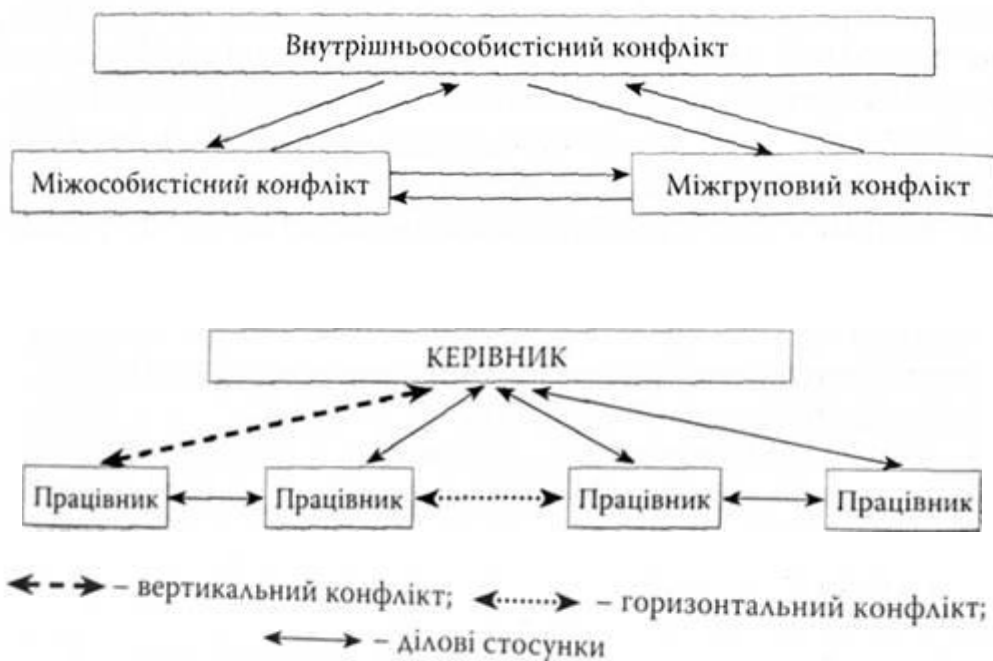 Внутрішньоособистісний конфлікт
Міжособистісний конфлікт
Міжгруповий конфлікт
КЕРІВНИК
Працівник
Працівник
Працівник
Працівник
– вертикальний конфлікт;
– горизонтальний конфлікт;
– ділові стосунки